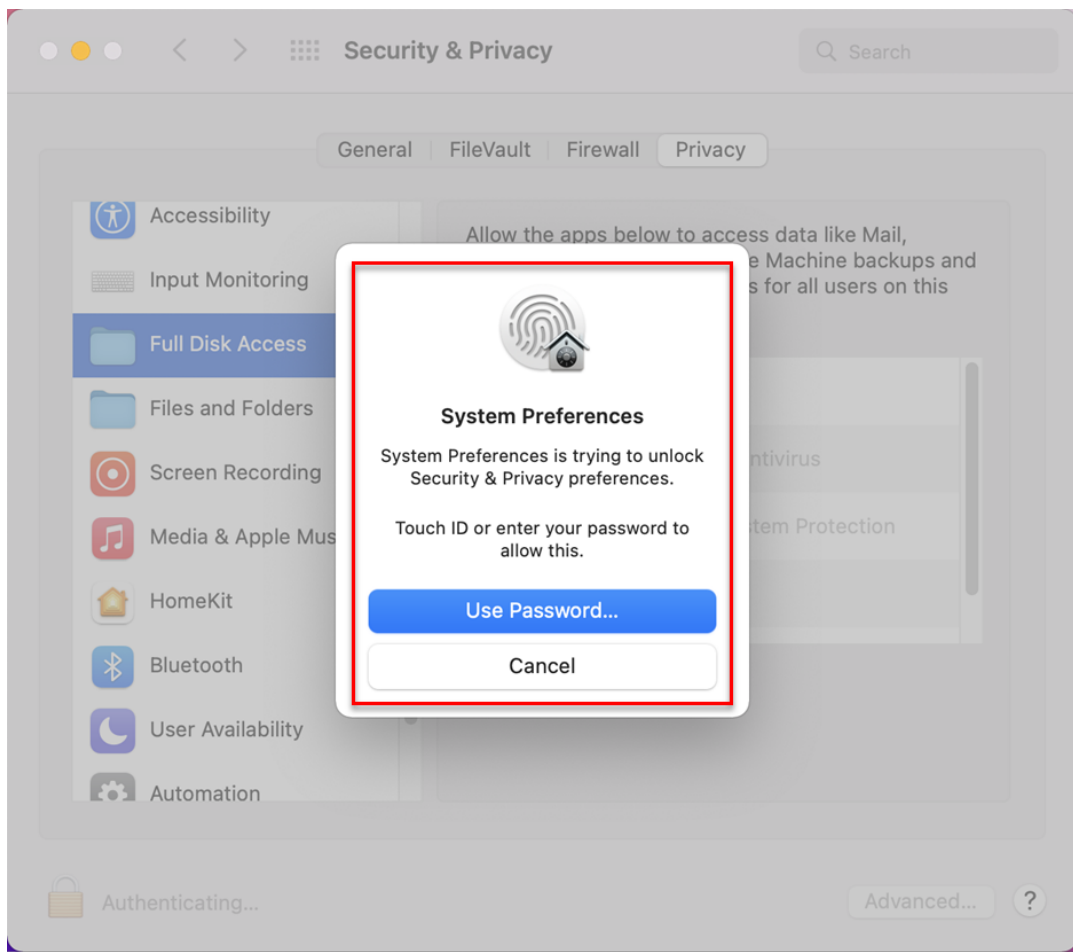 Security & Privacy
Search
General
FileVault
Firewall
Privacy
Accessibility
Input Monitoring
Full Disk Access
Files and Folders
Screen Recording
Media & Apple Mus
HomeKit
Bluetooth
User Availability
Automation
Allow the apps below to access data like Mail,
e Machine backups and
s for all users on this
ntivirus
tem Protection
System Preferences
System Preferences is trying to unlock
Security & Privacy preferences.
Touch ID or enter your password to
allow this.
Use Password...
Cancel
Authenticating...
Advanced...
?